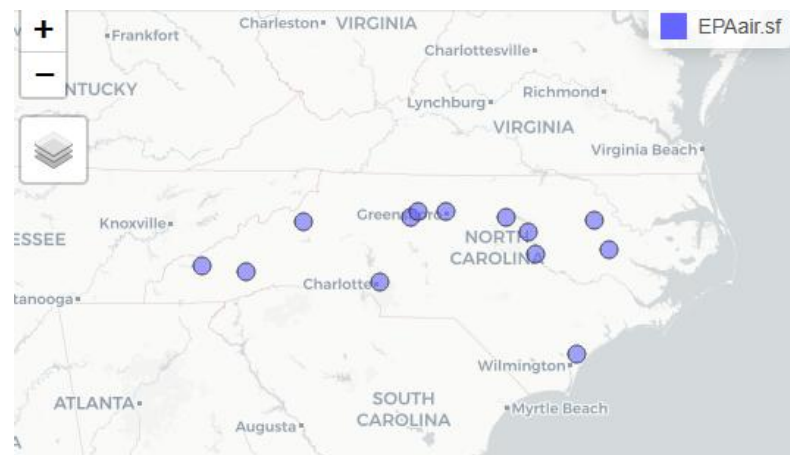 +
−
EPAair.sf
Charleston
VIRGINIA
Frankfort
Charlottesville
NTUCKY
Lynchburg
Richmond
VIRGINIA
Virginia Beach
Knoxville
Greensboro
ESSEE
NORTH
CAROLINA
Charlotte
tanooga
Wilmington
ATLANTA
SOUTH
CAROLINA
Myrtle Beach
Augusta